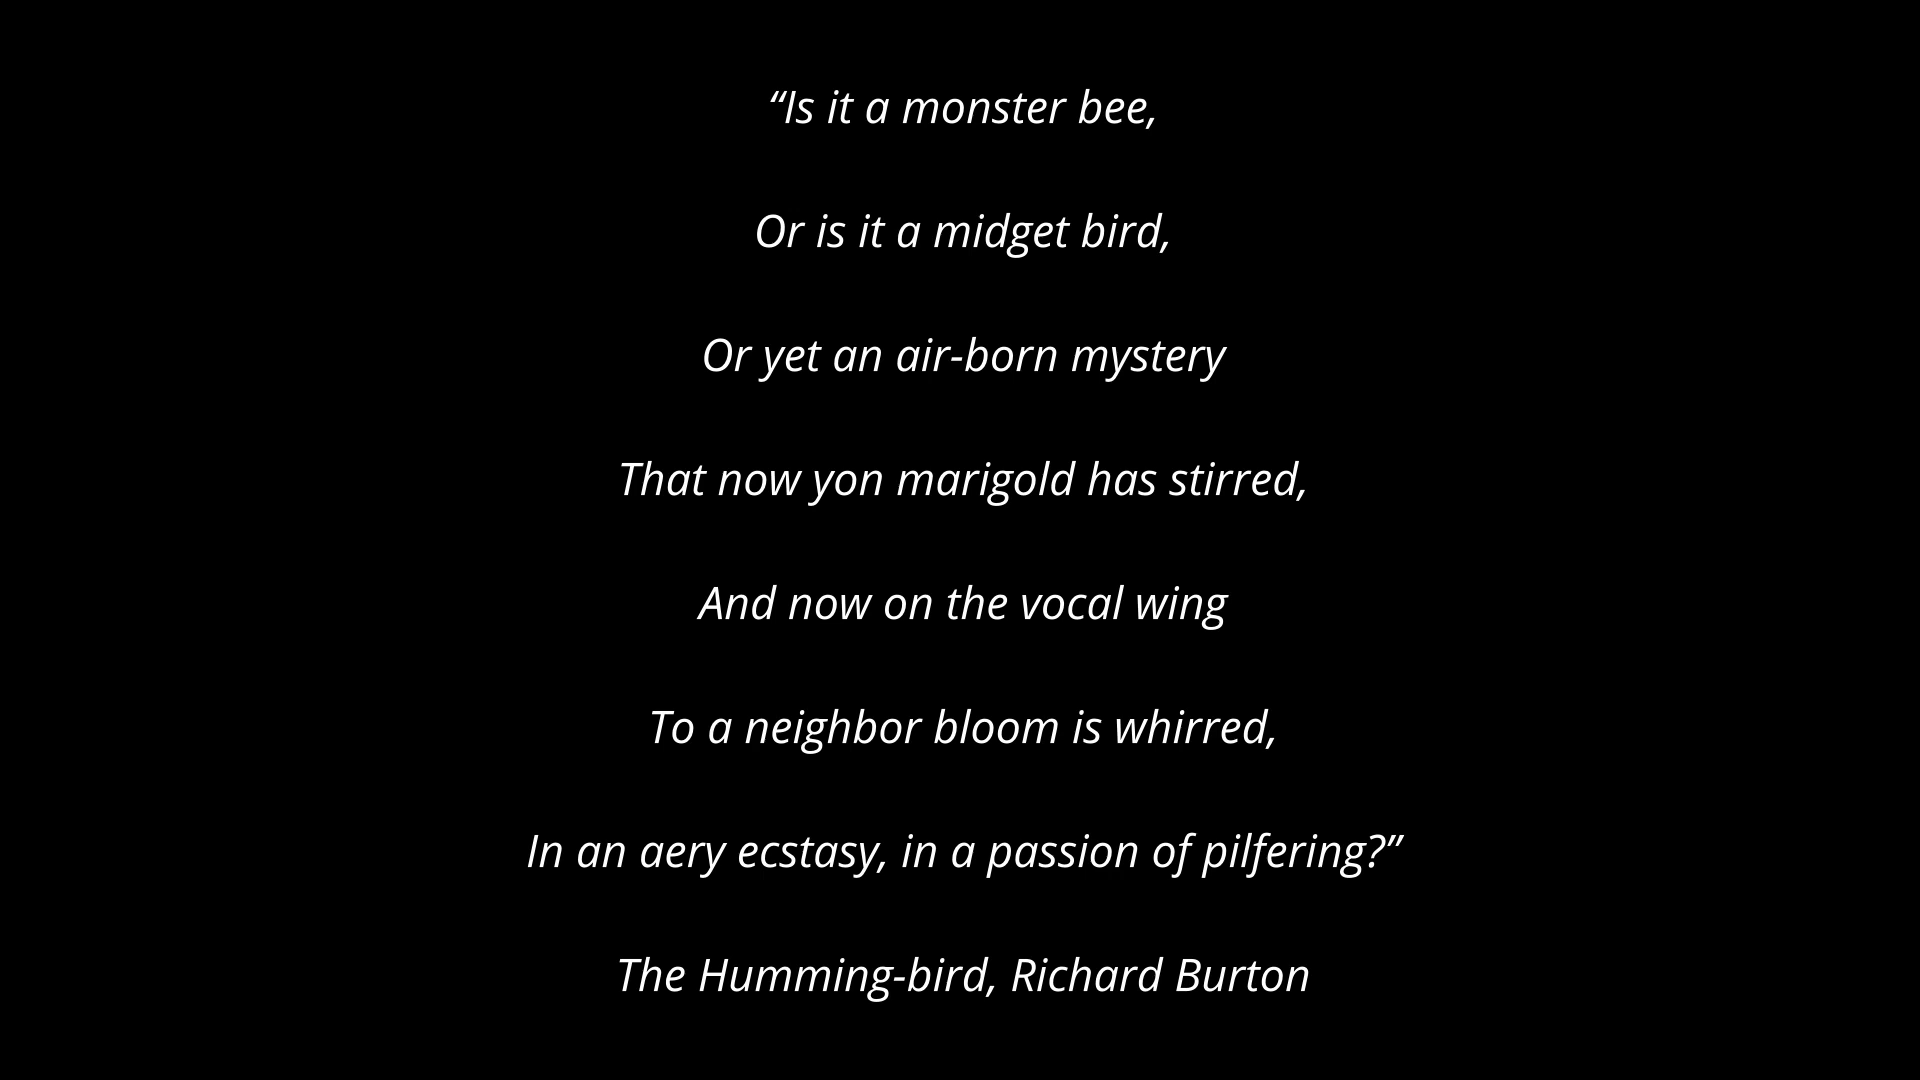 “Is it a monster bee,
Or is it a midget bird,
Or yet an air-born mystery
That now yon marigold has stirred,
And now on the vocal wing
To a neighbor bloom is whirred,
In an aery ecstasy, in a passion of pilfering?”
The Humming-bird, Richard Burton